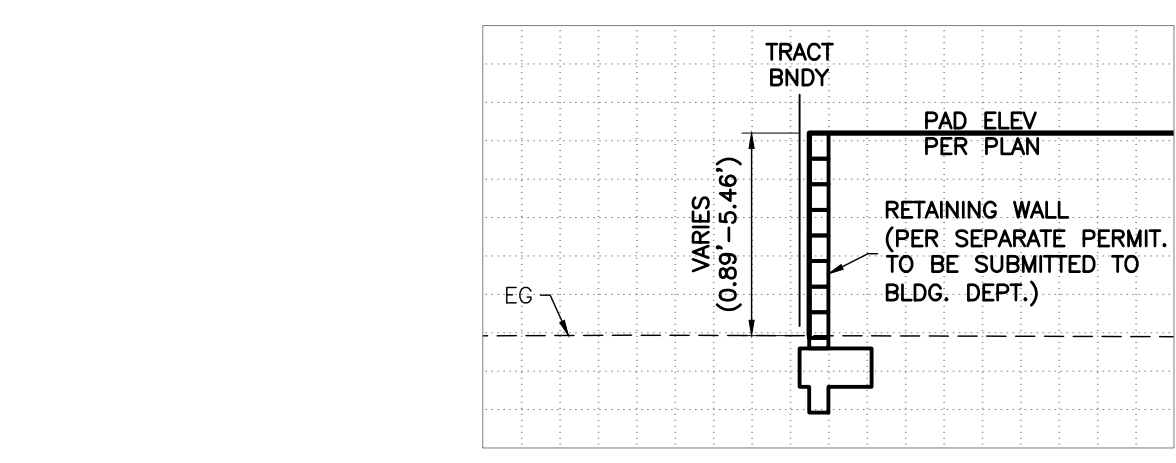 TRACT
BNDY
PAD ELEV
PER PLAN
VARIES
(0.89'-5.46')
RETAINING WALL
(PER SEPARATE PERMIT.
TO BE SUBMITTED TO
BLDG. DEPT.)
EG